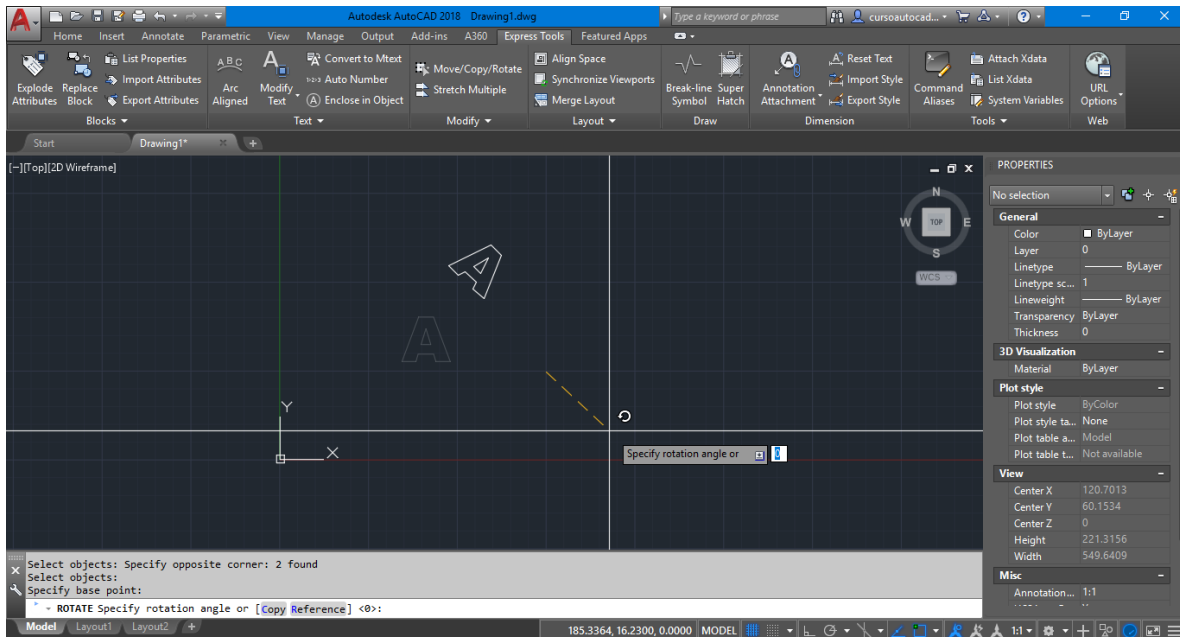 Autodesk AutoCAD 2018 Drawing1.dwg
Type a keyword or phrase
cursoautocad...
Home Insert Annotate Parametric View Manage Output Add-ins A360 Express Tools Featured Apps
Explode Attributes
Replace Block
List Properties
Import Attributes
Export Attributes
Blocks
ABC
Arc Aligned
A
Modify Text
Convert to Mtext
Auto Number
Enclose in Object
Text
Move/Copy/Rotate
Stretch Multiple
Modify
Align Space
Synchronize Viewports
Merge Layout
Layout
Break-line Symbol
Super Hatch
Draw
Annotation Attachment
Reset Text
Import Style
Export Style
Dimension
Command Aliases
Attach Xdata
List Xdata
System Variables
Tools
URL Options
Web
Start Drawing1*
[−][Top][2D Wireframe]
N
W TOP E
S
WCS
A
A
Y
X
Specify rotation angle or 0
PROPERTIES
No selection
General
Color ByLayer
Layer 0
Linetype ByLayer
Linetype sc... 1
Lineweight ByLayer
Transparency ByLayer
Thickness 0
3D Visualization
Material ByLayer
Plot style
Plot style ByColor
Plot style ta... None
Plot table a... Model
Plot table t... Not available
View
Center X 120.7013
Center Y 60.1534
Center Z 0
Height 221.3156
Width 549.6409
Misc
Annotation... 1:1
Select objects: Specify opposite corner: 2 found
Select objects:
Specify base point:
ROTATE Specify rotation angle or [Copy Reference] <0>:
Model Layout1 Layout2 +
185.3364, 16.2300, 0.0000 MODEL 1:1